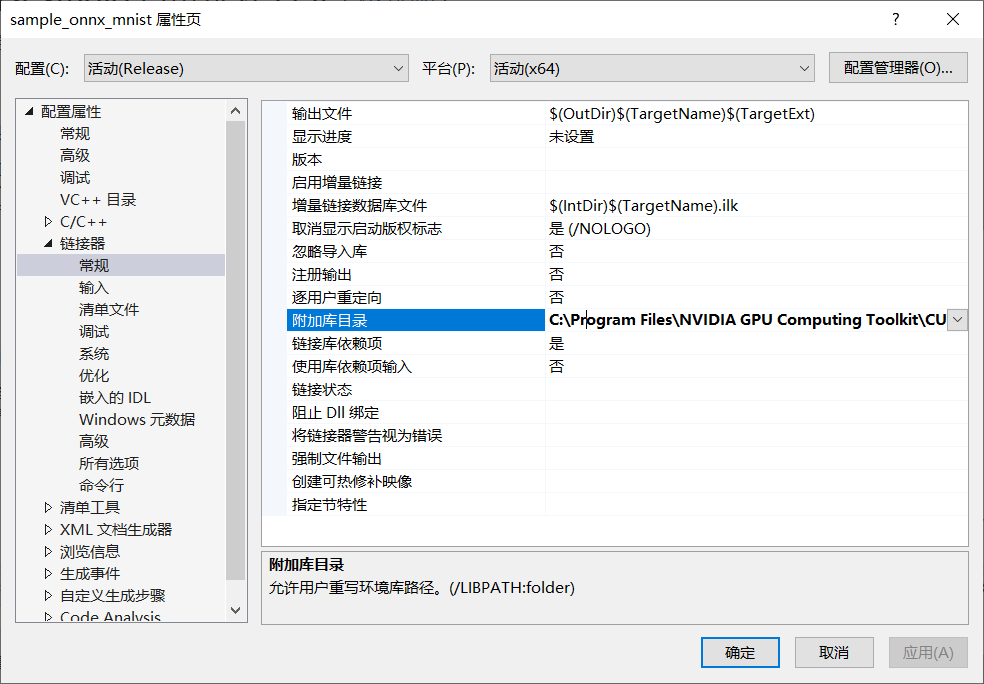 sample_onnx_mnist 属性页
配置(C): 活动(Release) 平台(P): 活动(x64) 配置管理器(O)...
配置属性
常规
高级
调试
VC++ 目录
C/C++
链接器
常规
输入
清单文件
调试
系统
优化
嵌入的 IDL
Windows 元数据
高级
所有选项
命令行
清单工具
XML 文档生成器
浏览信息
生成事件
自定义生成步骤
Code Analysis
输出文件 $(OutDir)$(TargetName)$(TargetExt)
显示进度 未设置
版本
启用增量链接
增量链接数据库文件 $(IntDir)$(TargetName).ilk
取消显示启动版权标志 是 (/NOLOGO)
忽略导入库 否
注册输出 否
逐用户重定向 否
附加库目录 C:\Program Files\NVIDIA GPU Computing Toolkit\CU
链接库依赖项 是
使用库依赖项输入 否
链接状态
阻止 Dll 绑定
将链接器警告视为错误
强制文件输出
创建可热修补映像
指定节特性
附加库目录
允许用户重写环境库路径。(/LIBPATH:folder)
确定 取消 应用(A)